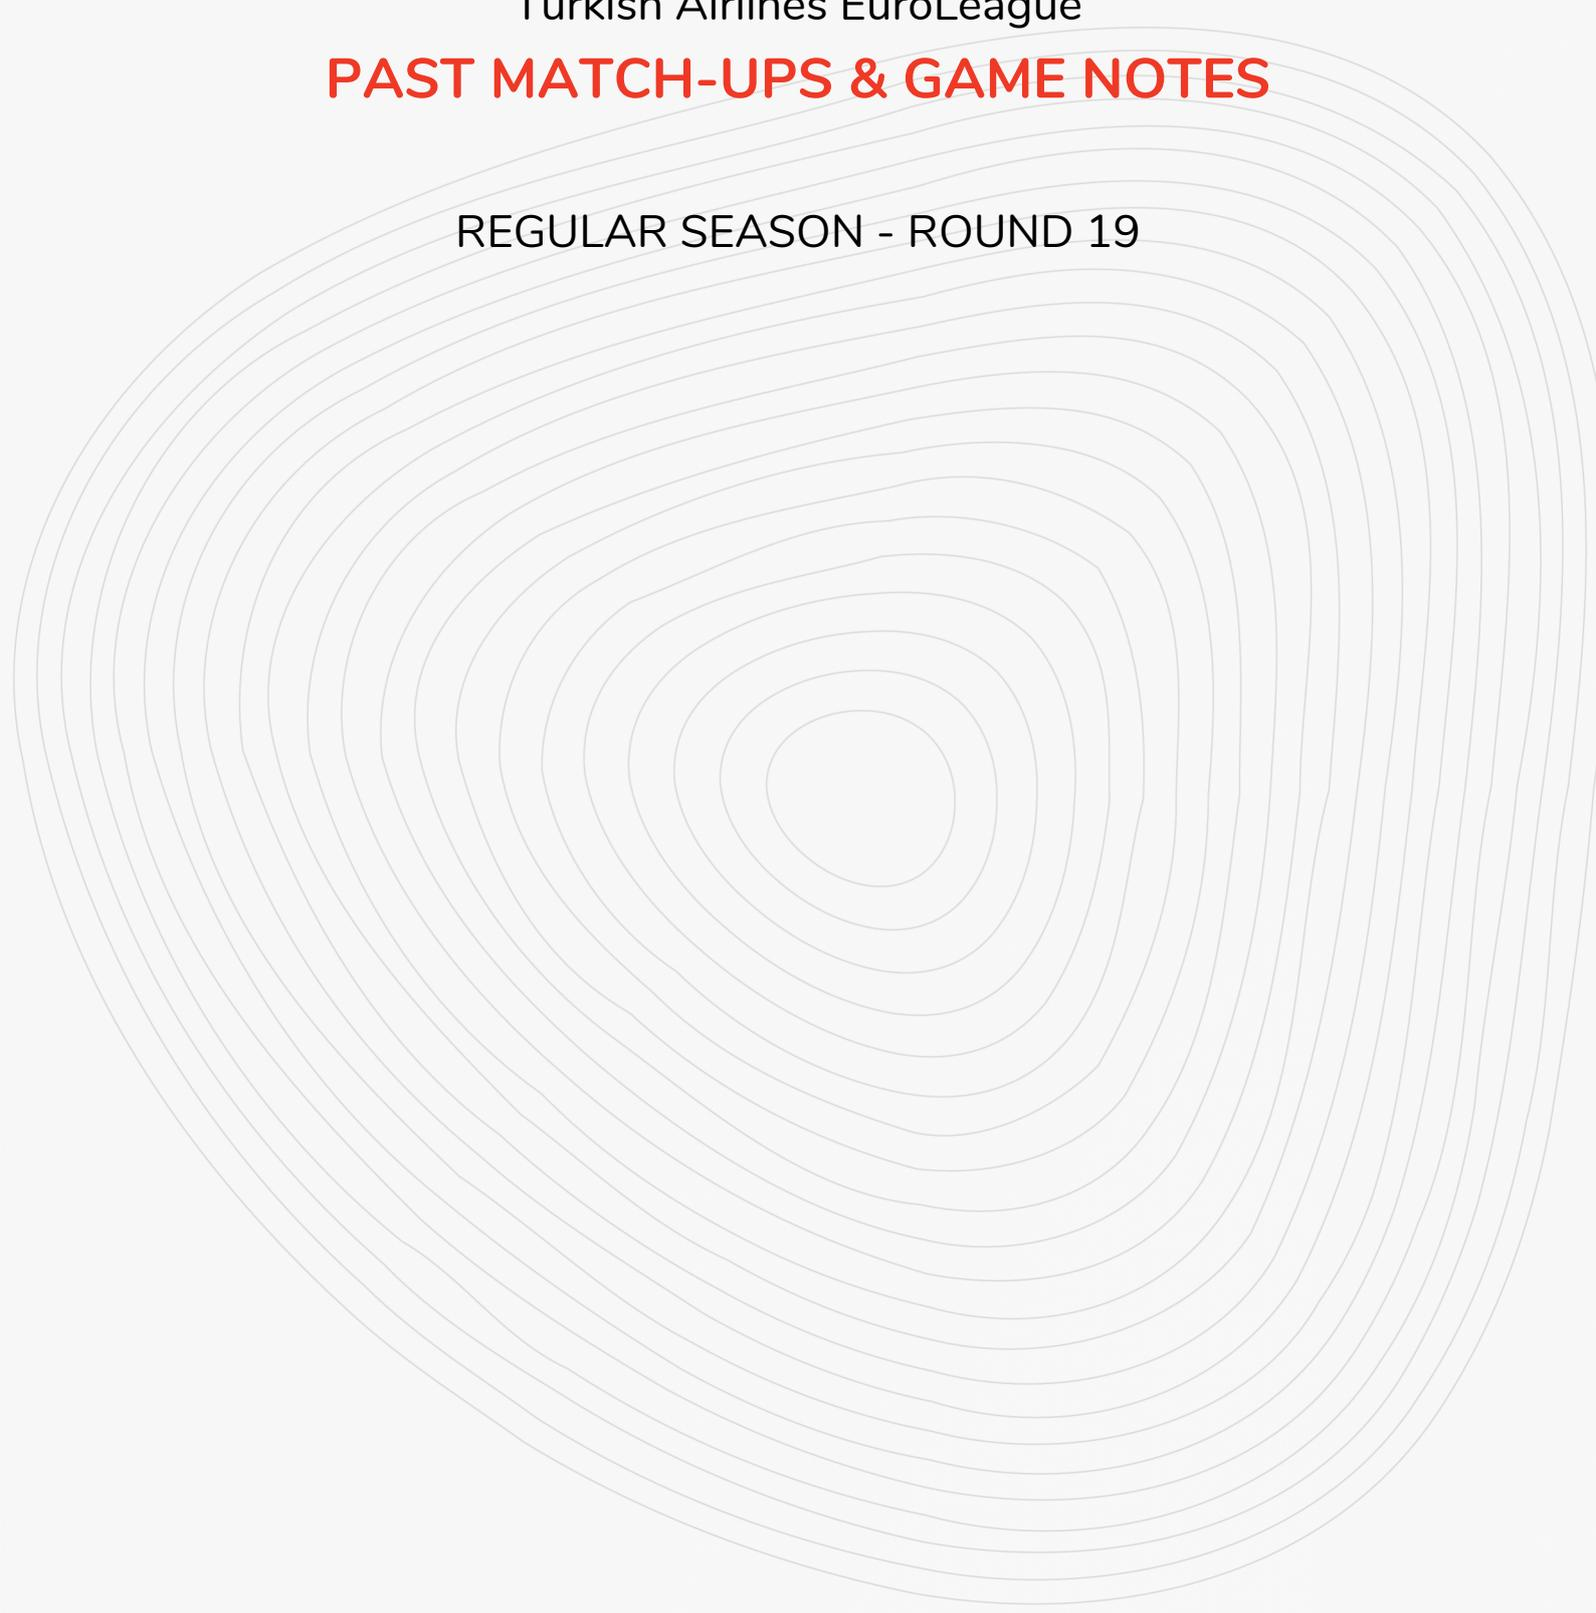 Turkish Airlines EuroLeague
PAST MATCH-UPS & GAME NOTES
REGULAR SEASON - ROUND 19